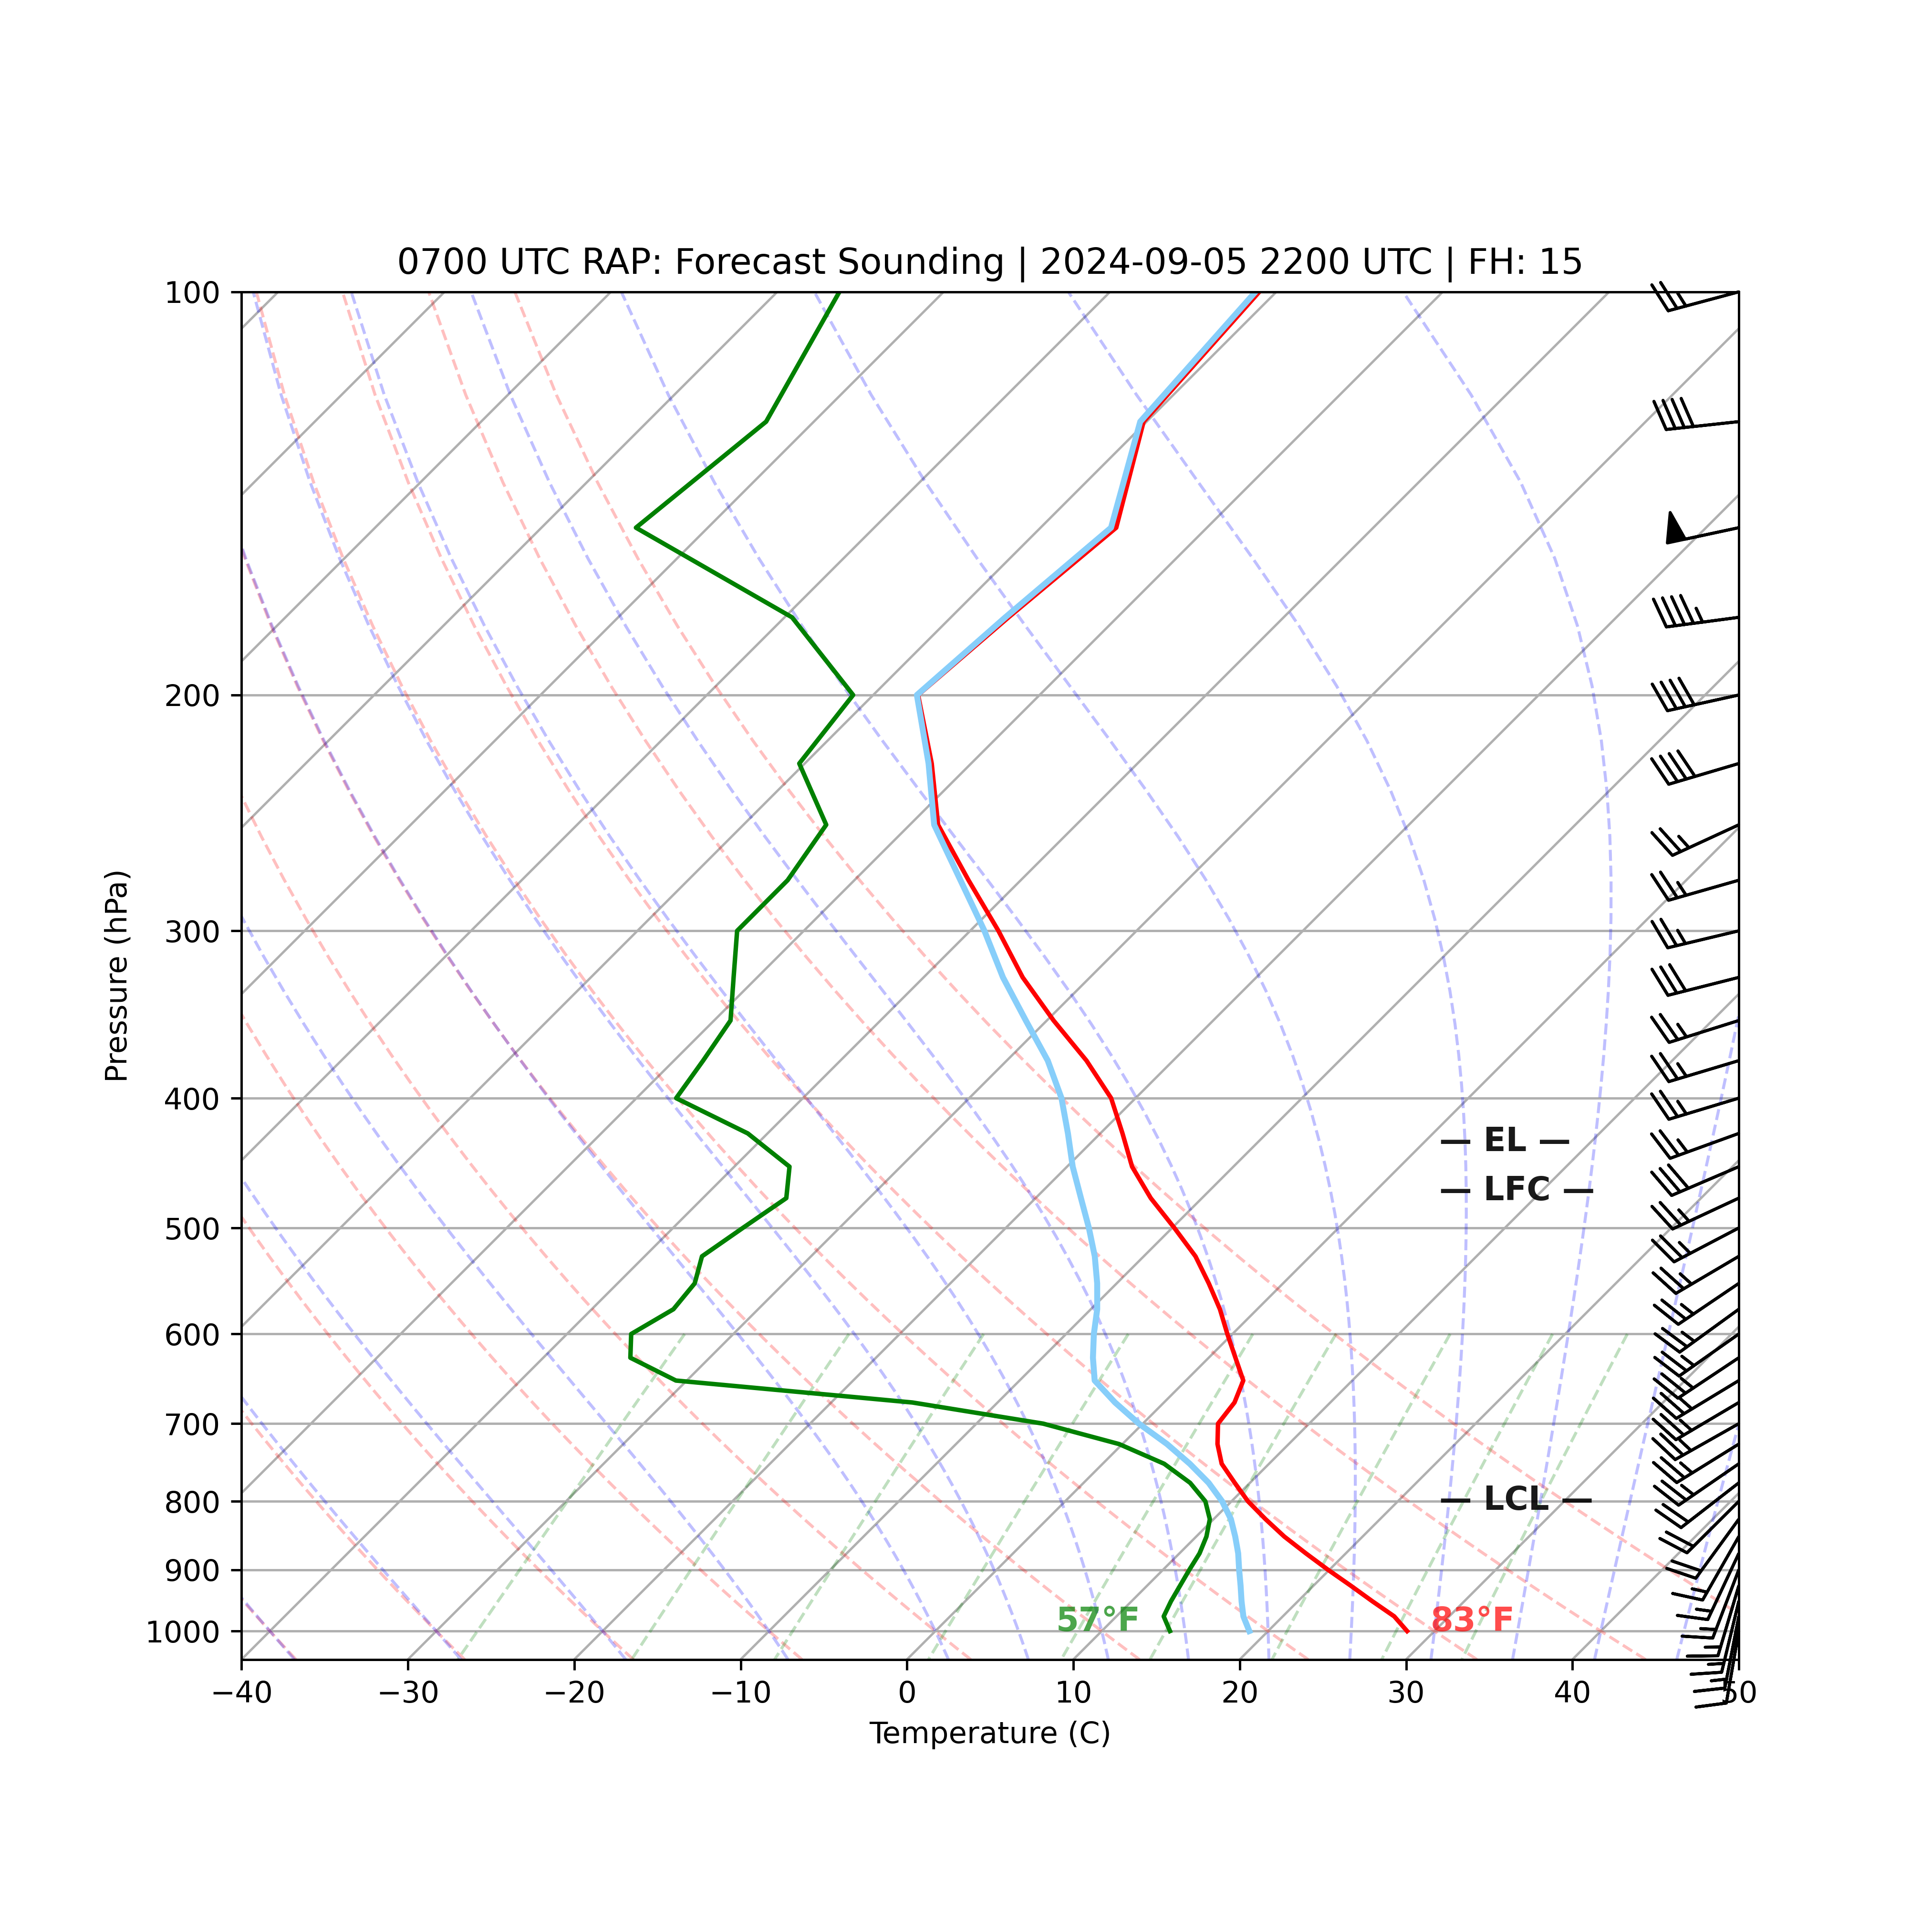 0700 UTC RAP: Forecast Sounding | 2024-09-05 2200 UTC | FH: 15
100
200
300
400
— EL —
— LFC —
500
600
700
800
— LCL —
900
57°F
83°F
1000
−40
−30
−20
−10
0
10
20
30
40
50
Temperature (C)
Pressure (hPa)